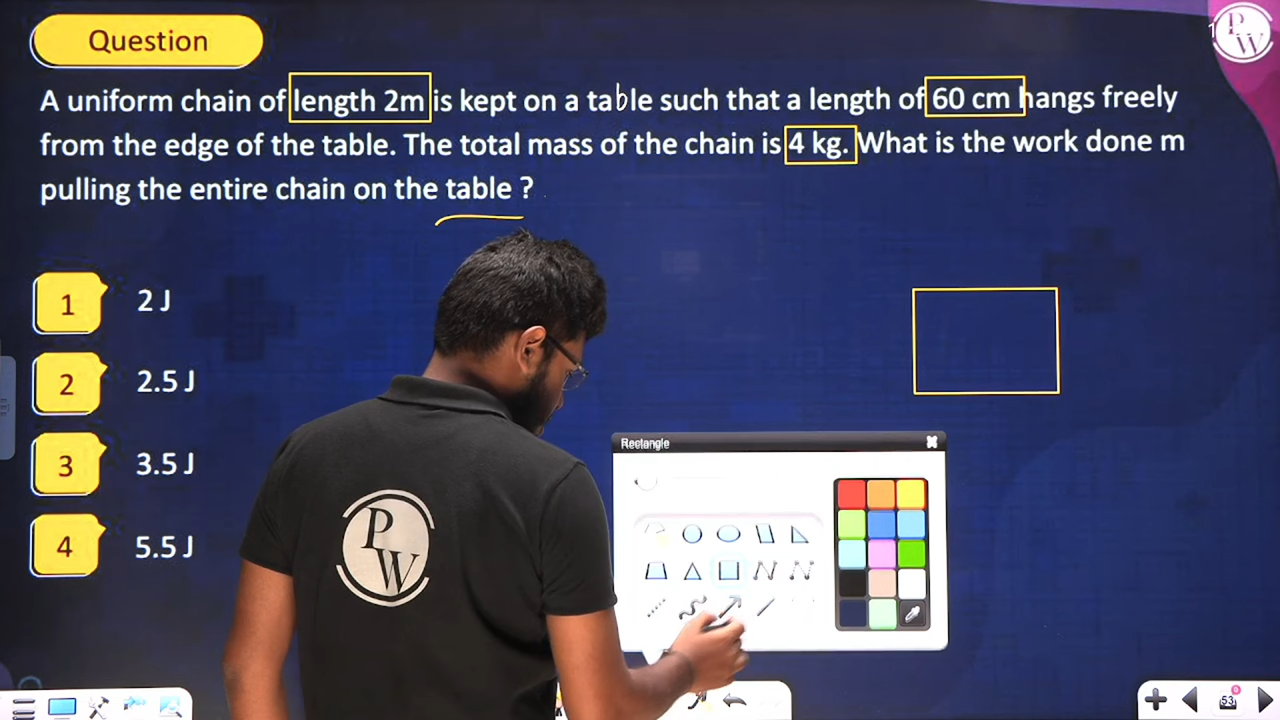 Question
A uniform chain of length 2m is kept on a table such that a length of 60 cm hangs freely
from the edge of the table. The total mass of the chain is 4 kg. What is the work done m
pulling the entire chain on the table ?
1 2 J
2 2.5 J
3 3.5 J
4 5.5 J
Rectangle
PW
PW
53